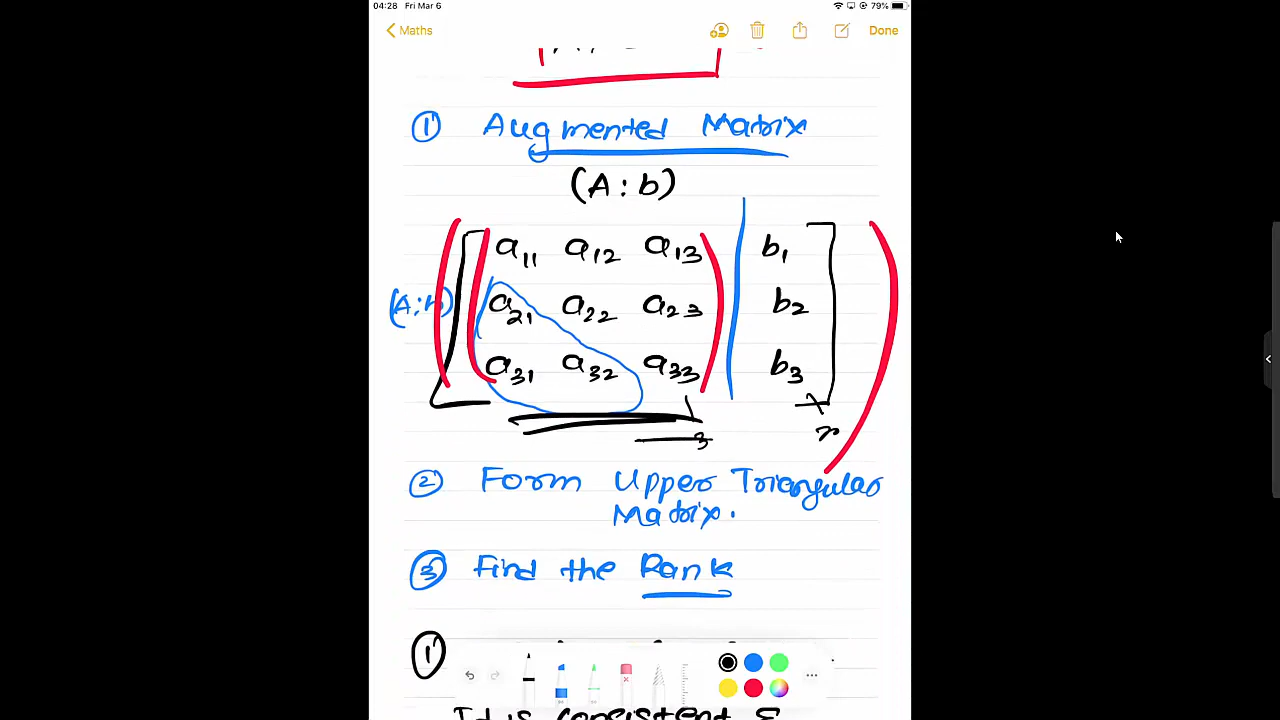 04:28 Fri Mar 6 79%
Maths Done
① Augmented Matrix
(A : b)
a11 a12 a13 b1
(A:b) a21 a22 a23 b2
a31 a32 a33 b3
3
② Form Upper Triangular
Matrix.
③ Find the Rank
①
It is consistent &